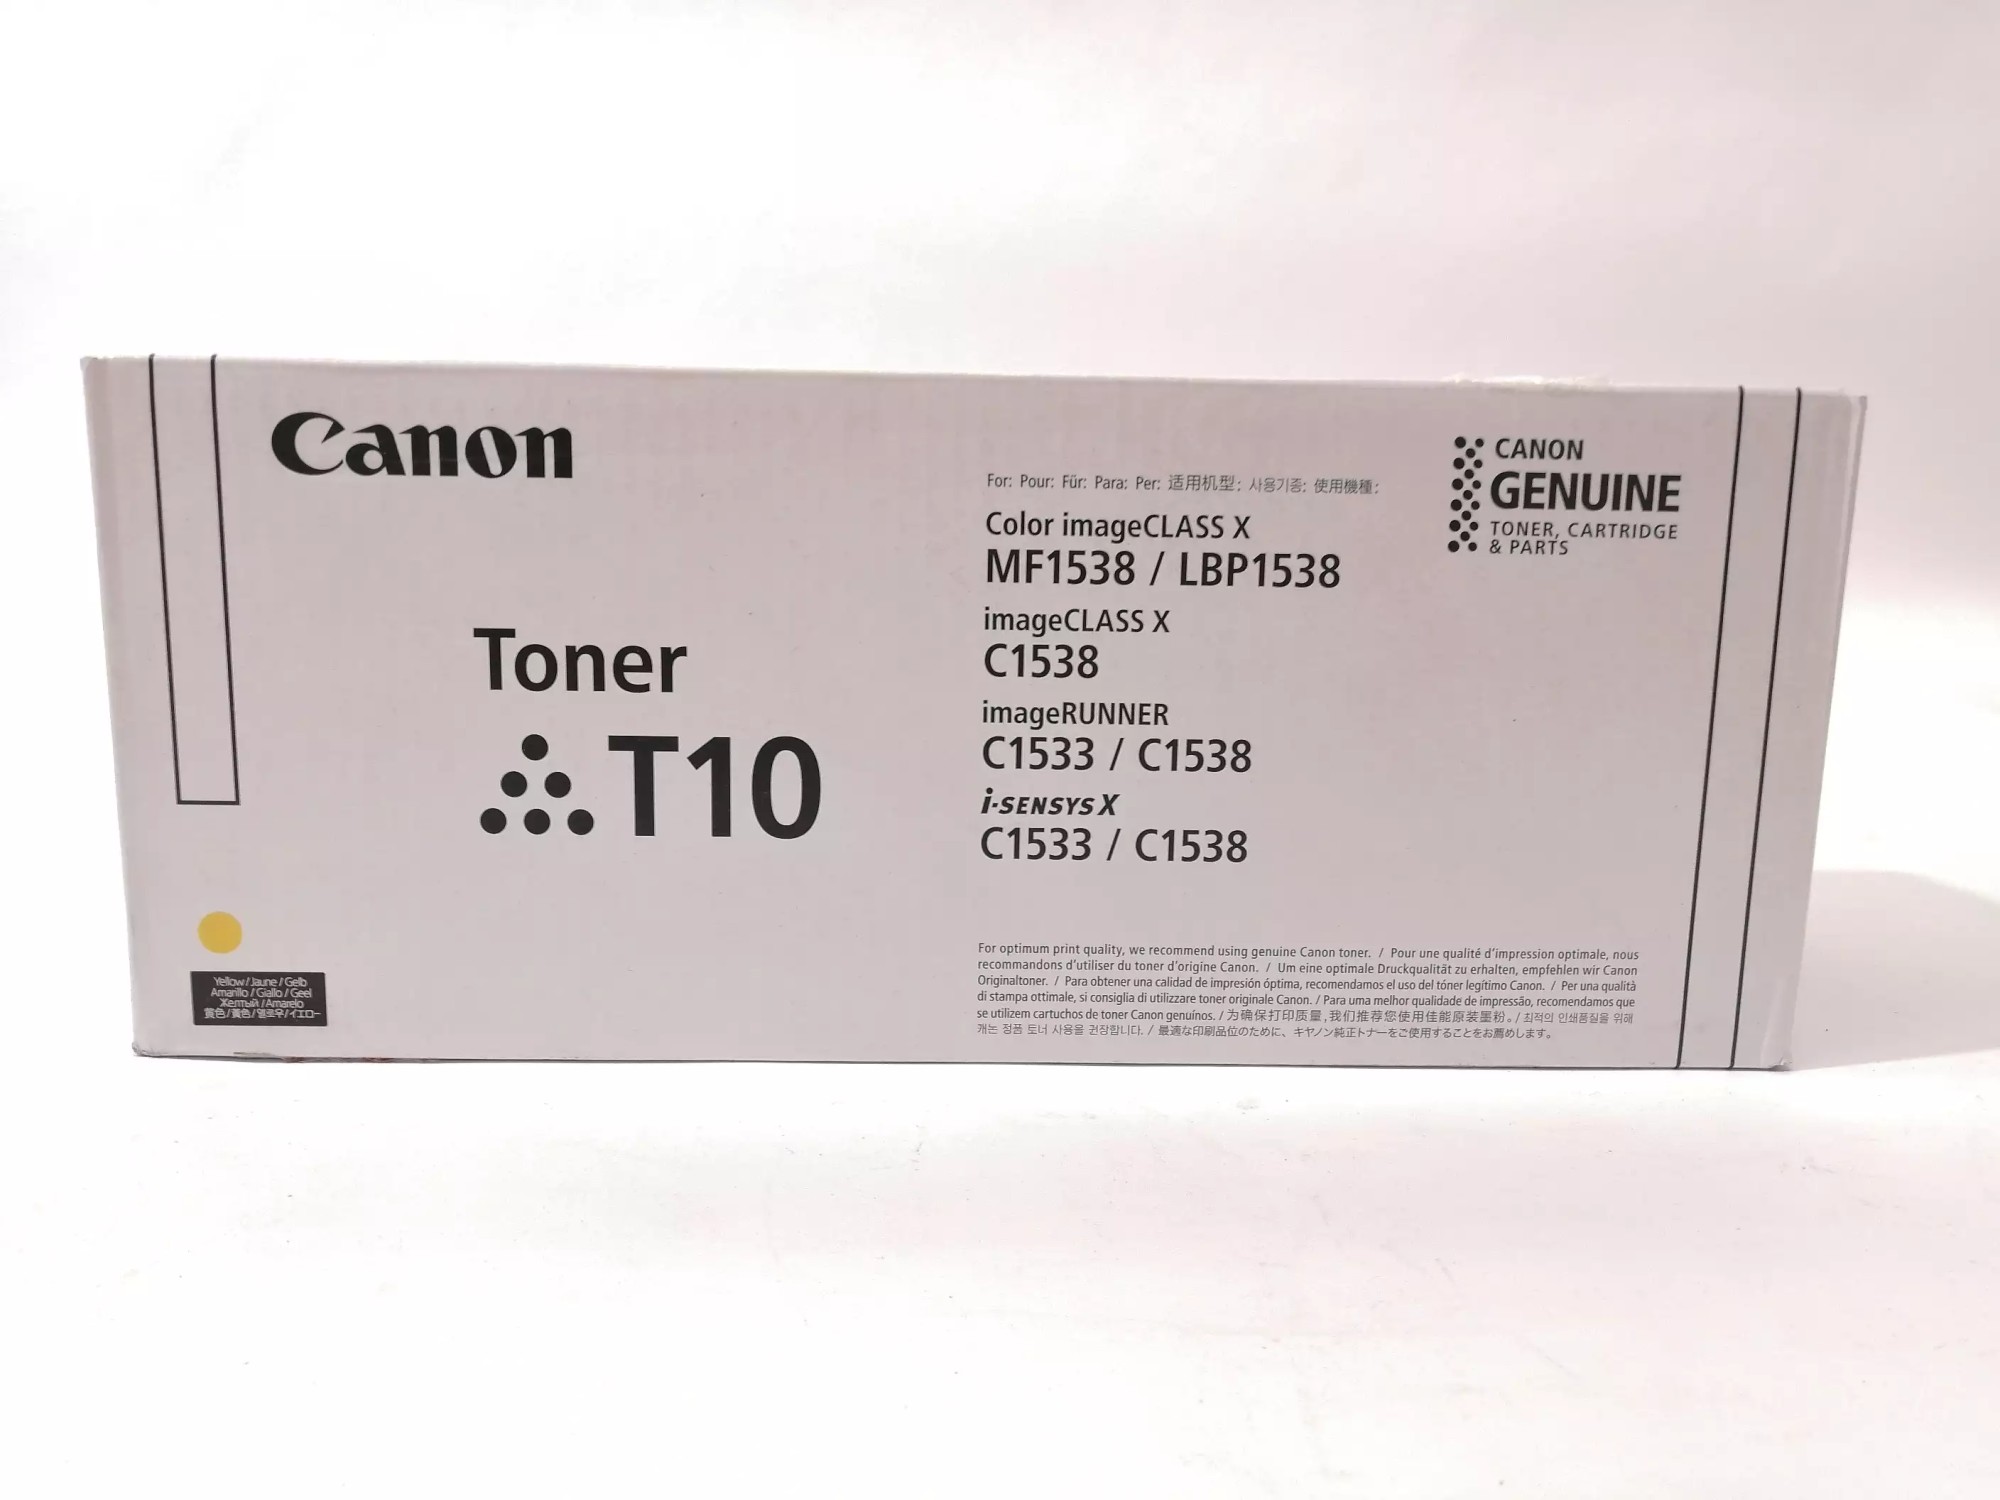 Canon
Toner
T10
For: Pour: Für: Para: Per: 适用机型: 사용기종: 使用機種:
Color imageCLASS X
MF1538 / LBP1538
imageCLASS X
C1538
imageRUNNER
C1533 / C1538
i-SENSYS X
C1533 / C1538
CANON
GENUINE
TONER, CARTRIDGE
& PARTS
Yellow / Jaune / Gelb
Amarillo / Giallo / Geel
Желтый / Amarelo
黄色 / 黃色 / 옐로우 / イエロー
For optimum print quality, we recommend using genuine Canon toner. / Pour une qualité d'impression optimale, nous
recommandons d'utiliser du toner d'origine Canon. / Um eine optimale Druckqualität zu erhalten, empfehlen wir Canon
Originaltoner. / Para obtener una calidad de impresión óptima, recomendamos el uso del tóner legítimo Canon. / Per una qualità
di stampa ottimale, si consiglia di utilizzare toner originale Canon. / Para uma melhor qualidade de impressão, recomendamos que
se utilizem cartuchos de toner Canon genuínos. / 为确保打印质量,我们推荐您使用佳能原装墨粉。/ 최적의 인쇄품질을 위해
캐논 정품 토너 사용을 권장합니다. / 最適な印刷品位のために、キヤノン純正トナーをご使用することをお薦めします。